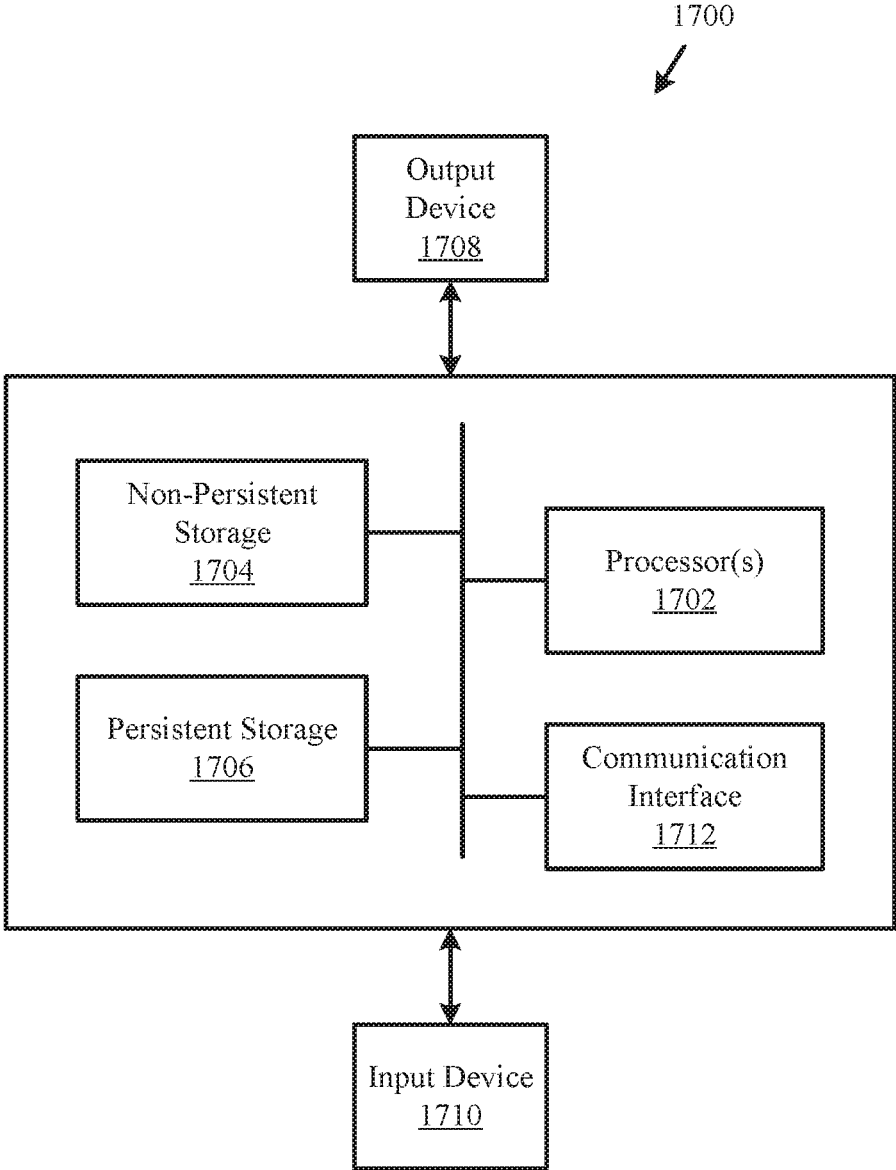 1700
Output
Device
1708
Non-Persistent
Storage
1704
Processor(s)
1702
Persistent Storage
1706
Communication
Interface
1712
Input Device
1710